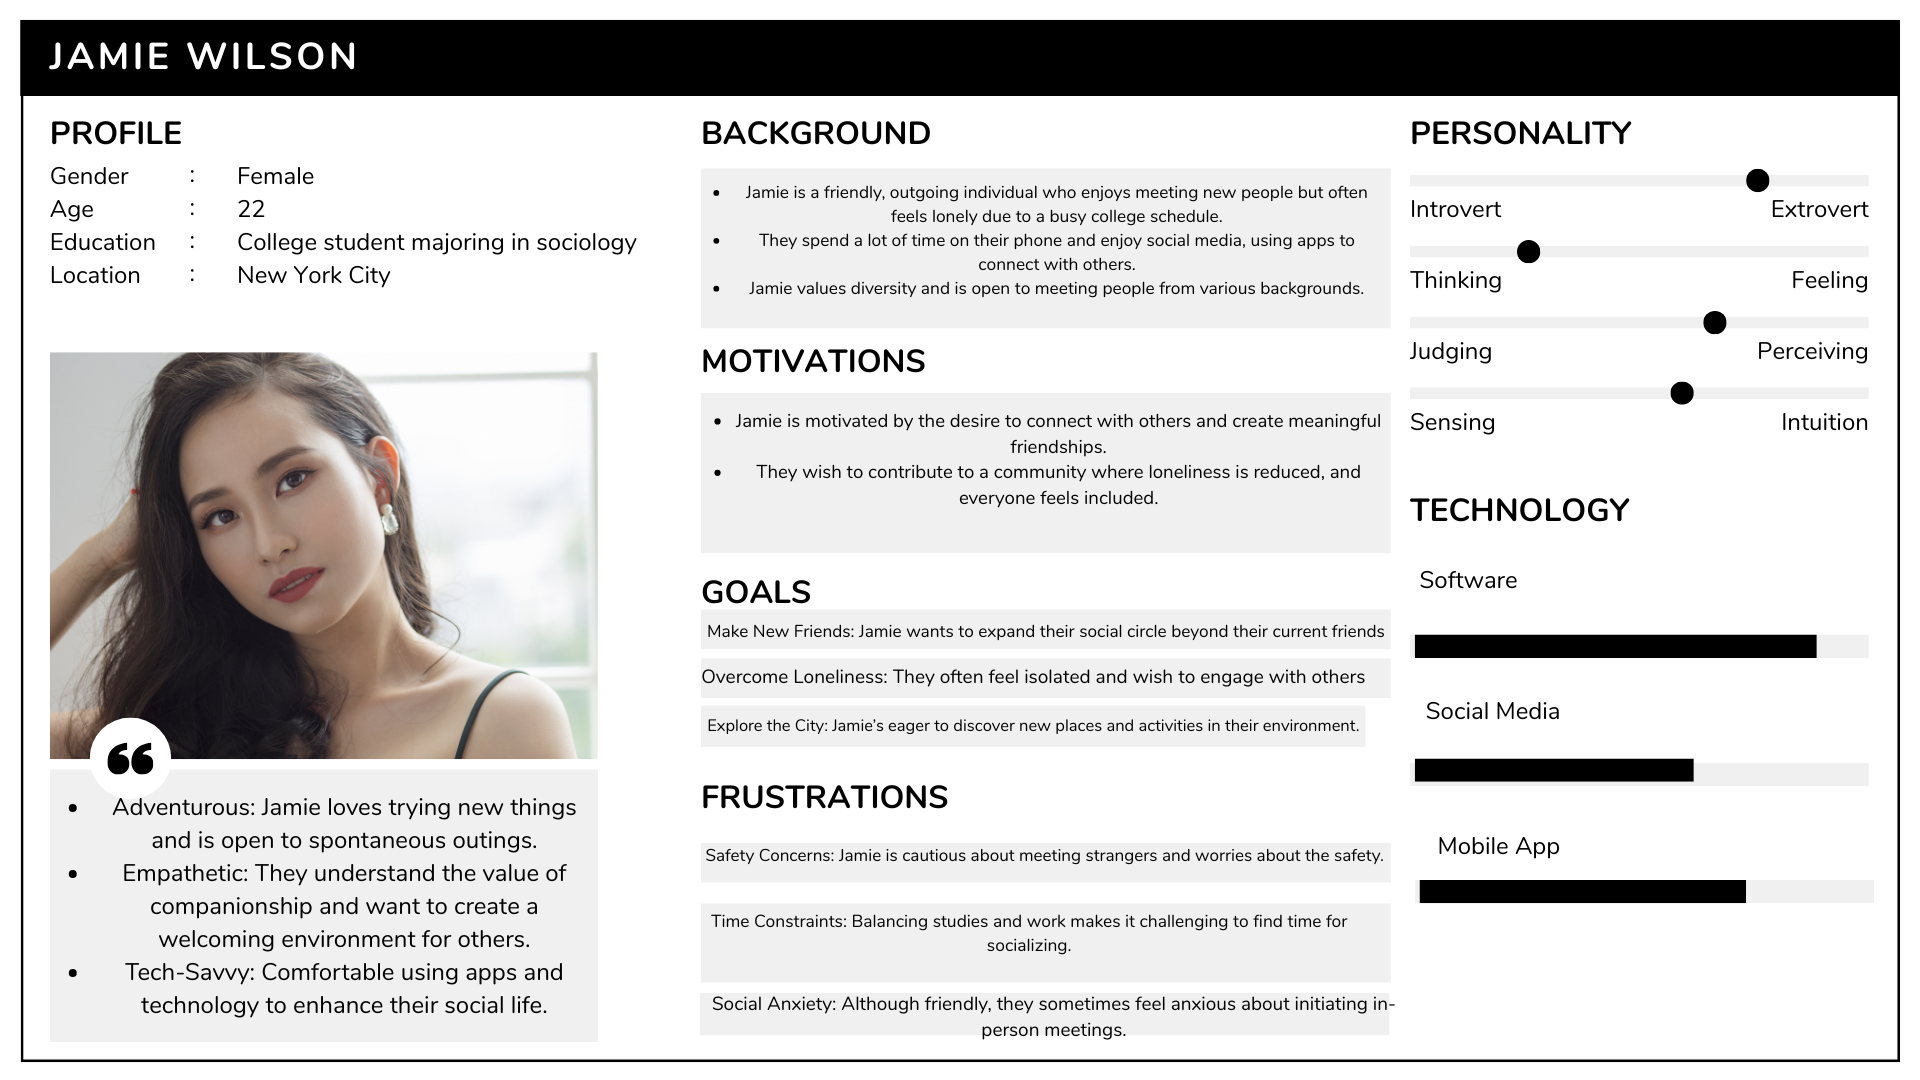 JAMIE WILSON
PROFILE
Gender : Female
Age : 22
Education : College student majoring in sociology
Location : New York City
• Adventurous: Jamie loves trying new things
and is open to spontaneous outings.
• Empathetic: They understand the value of
companionship and want to create a
welcoming environment for others.
• Tech-Savvy: Comfortable using apps and
technology to enhance their social life.
BACKGROUND
• Jamie is a friendly, outgoing individual who enjoys meeting new people but often
feels lonely due to a busy college schedule.
• They spend a lot of time on their phone and enjoy social media, using apps to
connect with others.
• Jamie values diversity and is open to meeting people from various backgrounds.
MOTIVATIONS
• Jamie is motivated by the desire to connect with others and create meaningful
friendships.
• They wish to contribute to a community where loneliness is reduced, and
everyone feels included.
GOALS
Make New Friends: Jamie wants to expand their social circle beyond their current friends
Overcome Loneliness: They often feel isolated and wish to engage with others
Explore the City: Jamie’s eager to discover new places and activities in their environment.
FRUSTRATIONS
Safety Concerns: Jamie is cautious about meeting strangers and worries about the safety.
Time Constraints: Balancing studies and work makes it challenging to find time for
socializing.
Social Anxiety: Although friendly, they sometimes feel anxious about initiating in-
person meetings.
PERSONALITY
Introvert Extrovert
Thinking Feeling
Judging Perceiving
Sensing Intuition
TECHNOLOGY
Software
Social Media
Mobile App